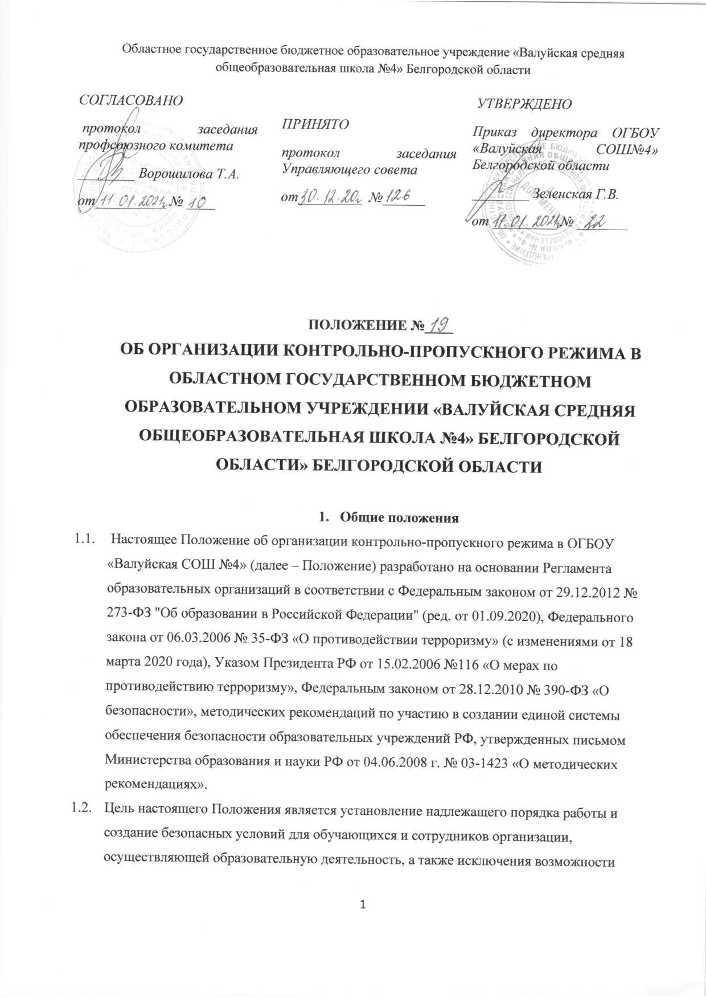 Областное государственное бюджетное образовательное учреждение «Валуйская средняя
общеобразовательная школа №4» Белгородской области
СОГЛАСОВАНО
протокол заседания
профсоюзного комитета
Ворошилова Т.А.
от 11.01.2021г № 10
ПРИНЯТО
протокол заседания
Управляющего совета
от 30.12.20г №126
УТВЕРЖДЕНО
Приказ директора ОГБОУ
«Валуйская СОШ№4»
Белгородской области
Зеленская Г.В.
от 11.01.2021г№ 22
ПОЛОЖЕНИЕ № 19
ОБ ОРГАНИЗАЦИИ КОНТРОЛЬНО-ПРОПУСКНОГО РЕЖИМА В
ОБЛАСТНОМ ГОСУДАРСТВЕННОМ БЮДЖЕТНОМ
ОБРАЗОВАТЕЛЬНОМ УЧРЕЖДЕНИИ «ВАЛУЙСКАЯ СРЕДНЯЯ
ОБЩЕОБРАЗОВАТЕЛЬНАЯ ШКОЛА №4» БЕЛГОРОДСКОЙ
ОБЛАСТИ» БЕЛГОРОДСКОЙ ОБЛАСТИ
1. Общие положения
1.1. Настоящее Положение об организации контрольно-пропускного режима в ОГБОУ
«Валуйская СОШ №4» (далее – Положение) разработано на основании Регламента
образовательных организаций в соответствии с Федеральным законом от 29.12.2012 №
273-ФЗ "Об образовании в Российской Федерации" (ред. от 01.09.2020), Федерального
закона от 06.03.2006 № 35-ФЗ «О противодействии терроризму» (с изменениями от 18
марта 2020 года), Указом Президента РФ от 15.02.2006 №116 «О мерах по
противодействию терроризму», Федеральным законом от 28.12.2010 № 390-ФЗ «О
безопасности», методических рекомендаций по участию в создании единой системы
обеспечения безопасности образовательных учреждений РФ, утвержденных письмом
Министерства образования и науки РФ от 04.06.2008 г. № 03-1423 «О методических
рекомендациях».
1.2. Цель настоящего Положения является установление надлежащего порядка работы и
создание безопасных условий для обучающихся и сотрудников организации,
осуществляющей образовательную деятельность, а также исключения возможности
1